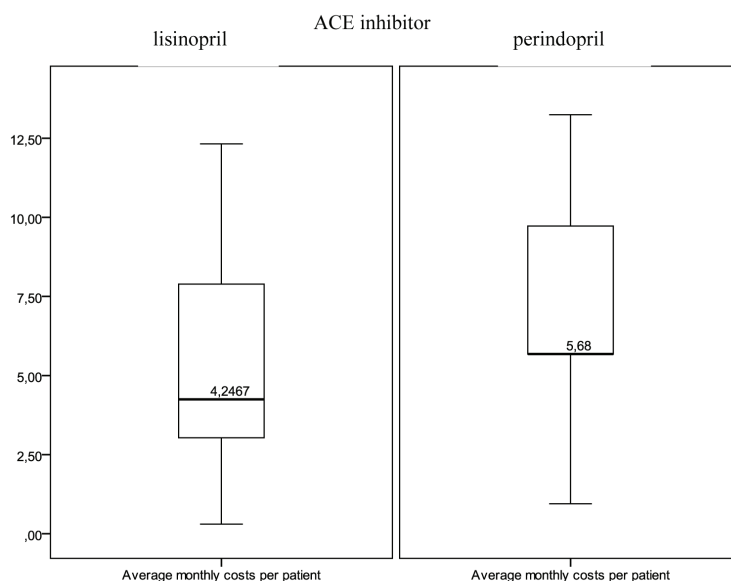 ACE inhibitor
lisinopril
perindopril
12,50
10,00
7,50
5,00
2,50
,00
4,2467
5,68
Average monthly costs per patient
Average monthly costs per patient